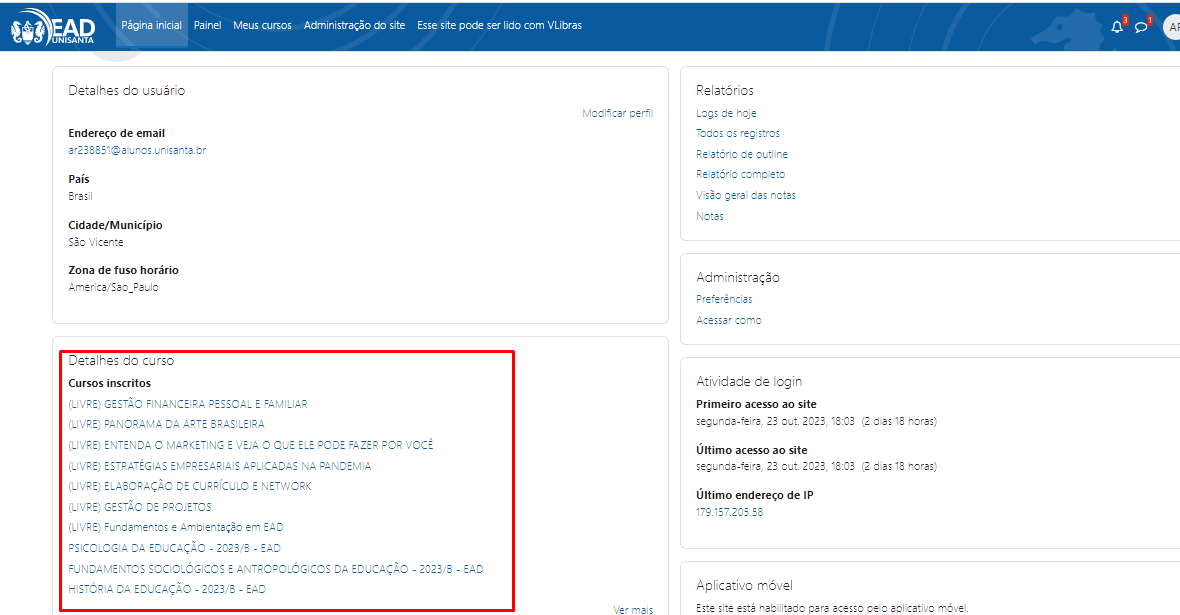 EAD
UNISANTA
Página inicial Painel Meus cursos Administração do site Esse site pode ser lido com VLibras
3
1
Detalhes do usuário
Modificar perfil
Endereço de email
ar238851@alunos.unisanta.br
País
Brasil
Cidade/Município
São Vicente
Zona de fuso horário
America/Sao_Paulo
Detalhes do curso
Cursos inscritos
(LIVRE) GESTÃO FINANCEIRA PESSOAL E FAMILIAR
(LIVRE) PANORAMA DA ARTE BRASILEIRA
(LIVRE) ENTENDA O MARKETING E VEJA O QUE ELE PODE FAZER POR VOCÊ
(LIVRE) ESTRATÉGIAS EMPRESARIAIS APLICADAS NA PANDEMIA
(LIVRE) ELABORAÇÃO DE CURRÍCULO E NETWORK
(LIVRE) GESTÃO DE PROJETOS
(LIVRE) Fundamentos e Ambientação em EAD
PSICOLOGIA DA EDUCAÇÃO - 2023/B - EAD
FUNDAMENTOS SOCIOLÓGICOS E ANTROPOLÓGICOS DA EDUCAÇÃO - 2023/B - EAD
HISTÓRIA DA EDUCAÇÃO - 2023/B - EAD
Ver mais
Relatórios
Logs de hoje
Todos os registros
Relatório de outline
Relatório completo
Visão geral das notas
Notas
Administração
Preferências
Acessar como
Atividade de login
Primeiro acesso ao site
segunda-feira, 23 out. 2023, 18:03 (2 dias 18 horas)
Último acesso ao site
segunda-feira, 23 out. 2023, 18:03 (2 dias 18 horas)
Último endereço de IP
179.157.205.58
Aplicativo móvel
Este site está habilitado para acesso pelo aplicativo móvel.